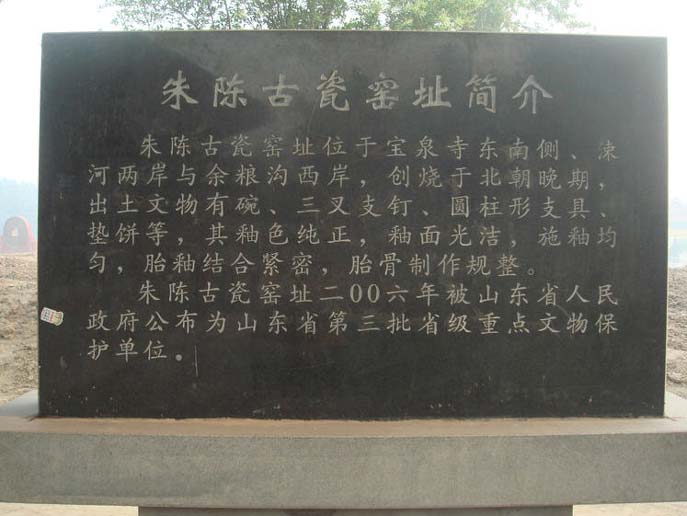 朱陈古瓷窑址简介
朱陈古瓷窑址位于宝泉寺东南侧、涑
河两岸与余粮沟西岸，创烧于北朝晚期，
出土文物有碗、三叉支钉、圆柱形支具、
垫饼等，其釉色纯正，釉面光洁，施釉均
匀，胎釉结合紧密，胎骨制作规整。
朱陈古瓷窑址二00六年被山东省人民
政府公布为山东省第三批省级重点文物保
护单位。